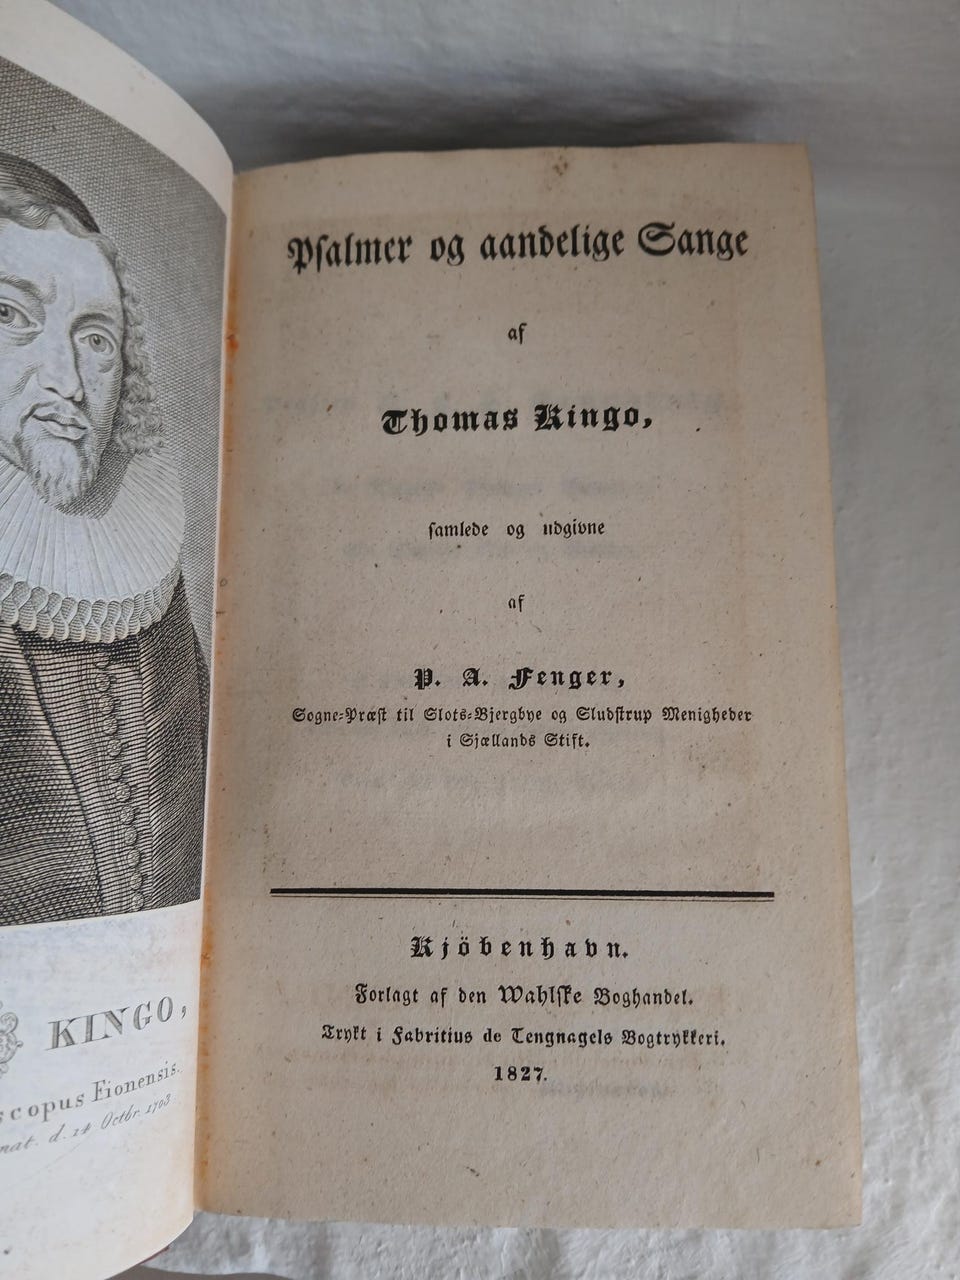 KINGO,
scopus Fionensis.
nat. d. 14 Octbr. 1703
Psalmer og aandelige Sange
af
Thomas Kingo,
samlede og udgivne
af
P. A. Fenger,
Sogne-Præst til Slots-Bjergbye og Sludstrup Menigheder
i Sjællands Stift.
Kjöbenhavn.
Forlagt af den Wahlske Boghandel.
Trykt i Fabritius de Tengnagels Bogtrykkeri.
1827.